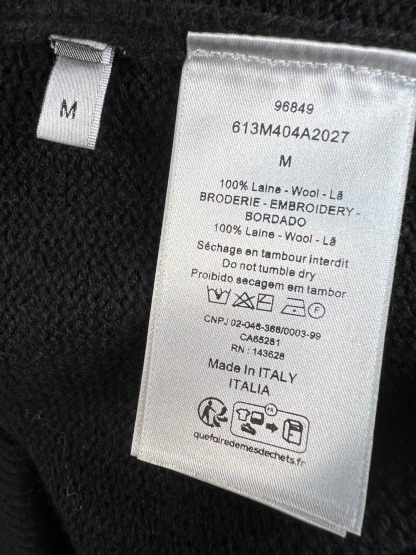 M
96849
613M404A2027
M
100% Laine - Wool - Lã
BRODERIE - EMBROIDERY -
BORDADO
100% Laine - Wool - Lã
Séchage en tambour interdit
Do not tumble dry
Proibido secagem em tambor
F
CNPJ 02-046-368/0003-99
CA65281
RN : 143628
Made In ITALY
ITALIA
FR
quefairedemesdechets.fr